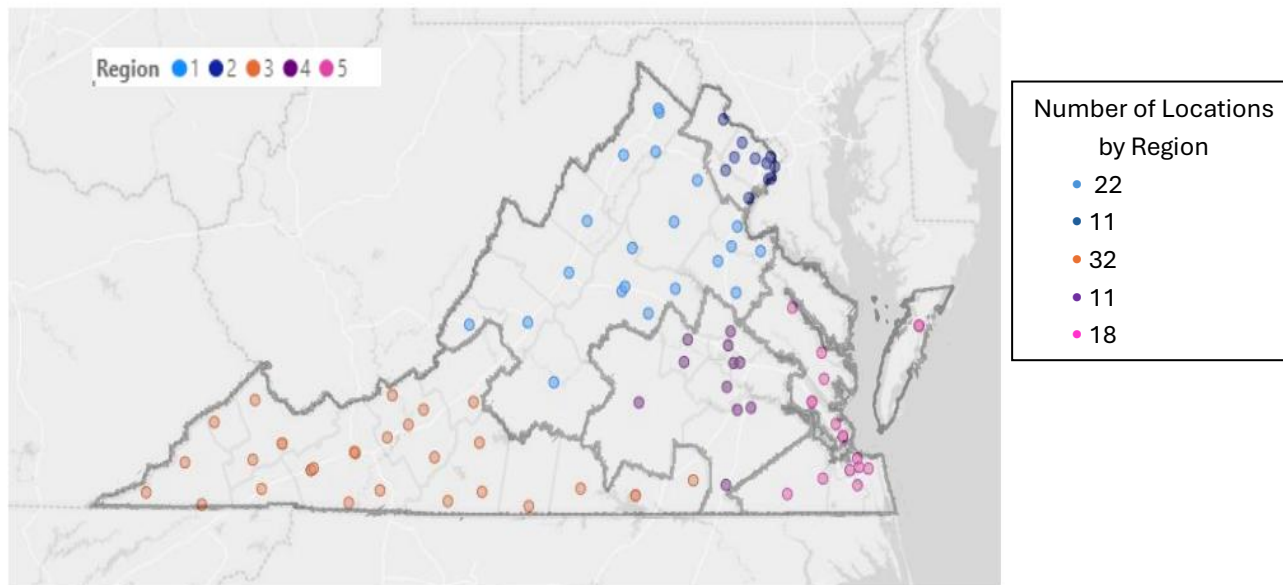 Region 1 2 3 4 5
Number of Locations
by Region
• 22
• 11
• 32
• 11
• 18